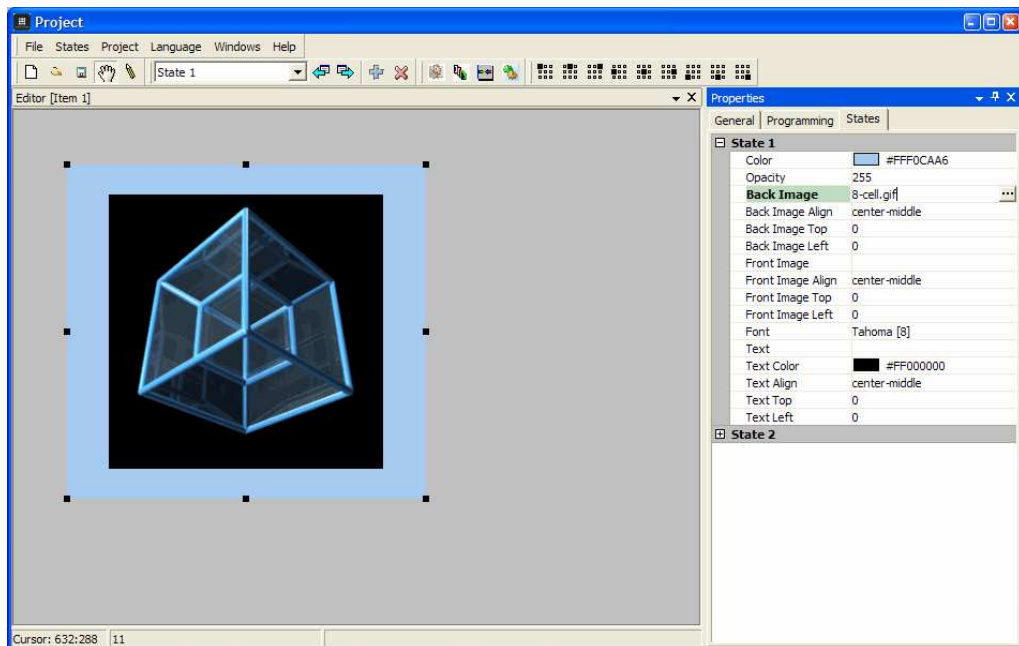 Project
File States Project Language Windows Help
State 1
Editor [Item 1]
Properties
General Programming States
State 1
Color #FFF0CAA6
Opacity 255
Back Image 8-cell.gif ...
Back Image Align center-middle
Back Image Top 0
Back Image Left 0
Front Image
Front Image Align center-middle
Front Image Top 0
Front Image Left 0
Font Tahoma [8]
Text
Text Color #FF000000
Text Align center-middle
Text Top 0
Text Left 0
State 2
Cursor: 632:288 11